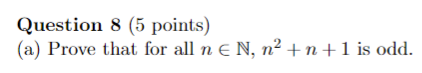 Question 8 (5 points)
(a) Prove that for all n ∈ ℕ, n² + n + 1 is odd.